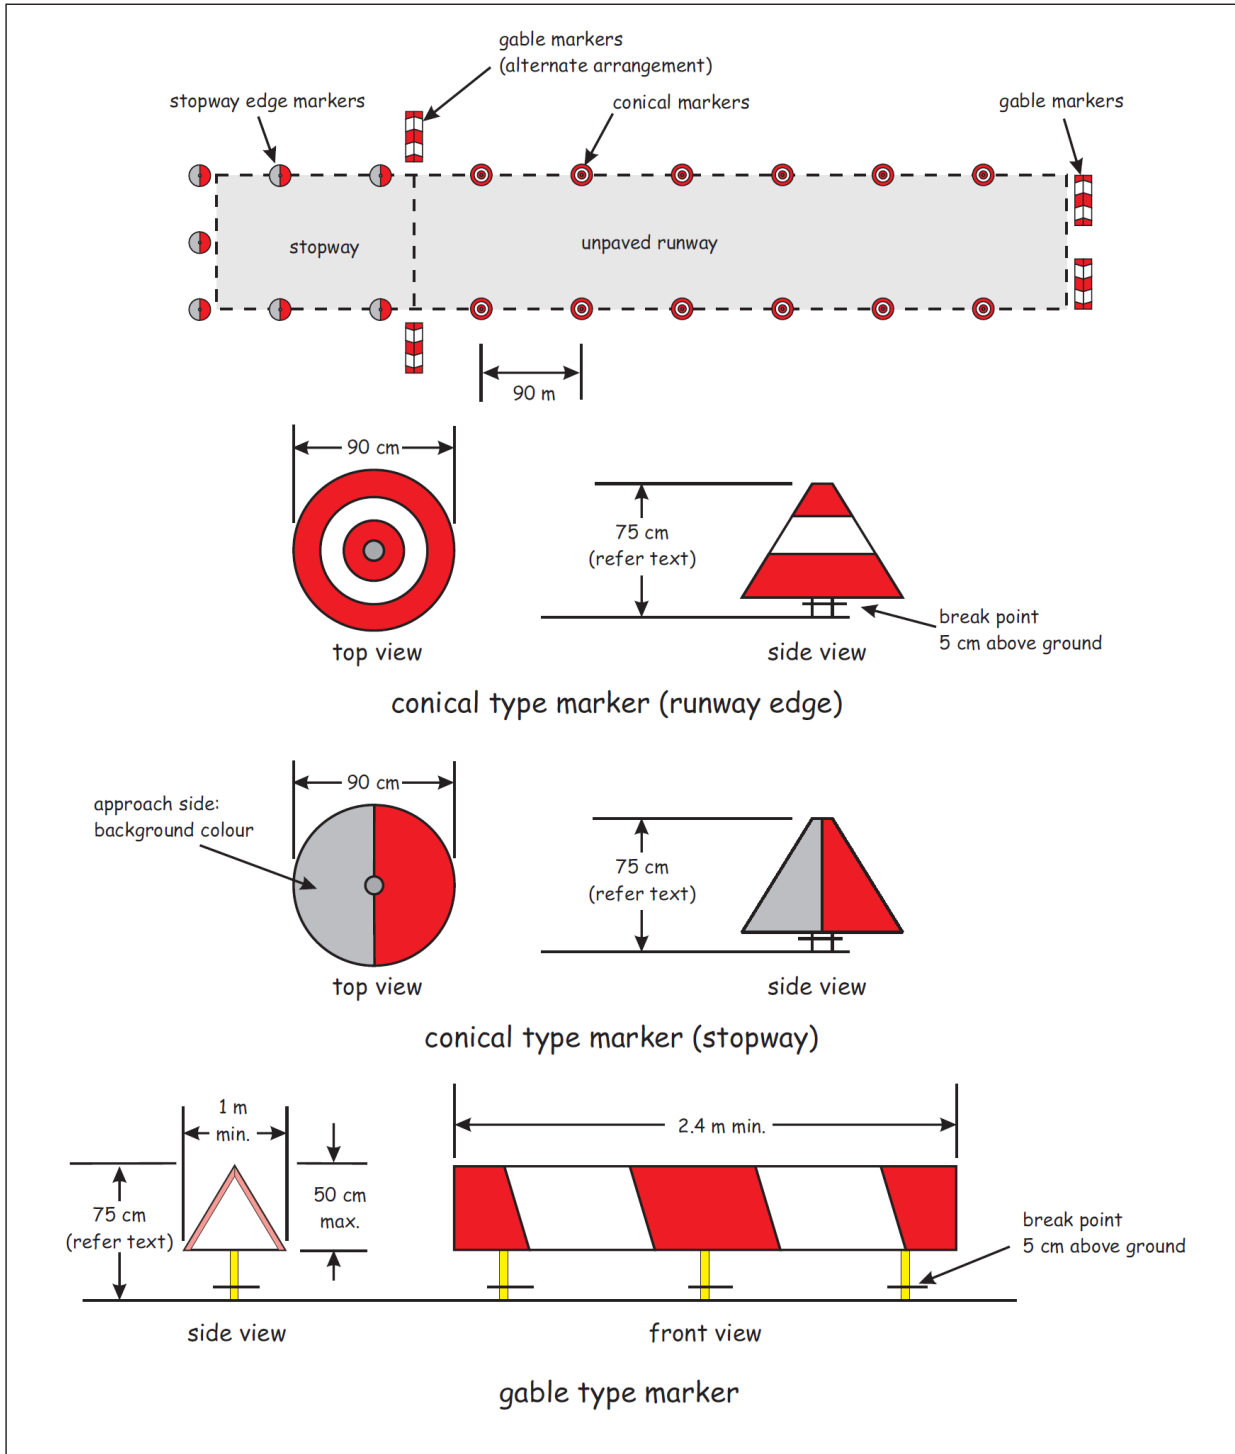 gable markers
(alternate arrangement)
stopway edge markers
conical markers
gable markers
stopway
unpaved runway
90 m
90 cm
75 cm
(refer text)
break point
5 cm above ground
top view
side view
conical type marker (runway edge)
90 cm
approach side:
background colour
75 cm
(refer text)
top view
side view
conical type marker (stopway)
1 m
min.
2.4 m min.
50 cm
max.
75 cm
(refer text)
break point
5 cm above ground
side view
front view
gable type marker